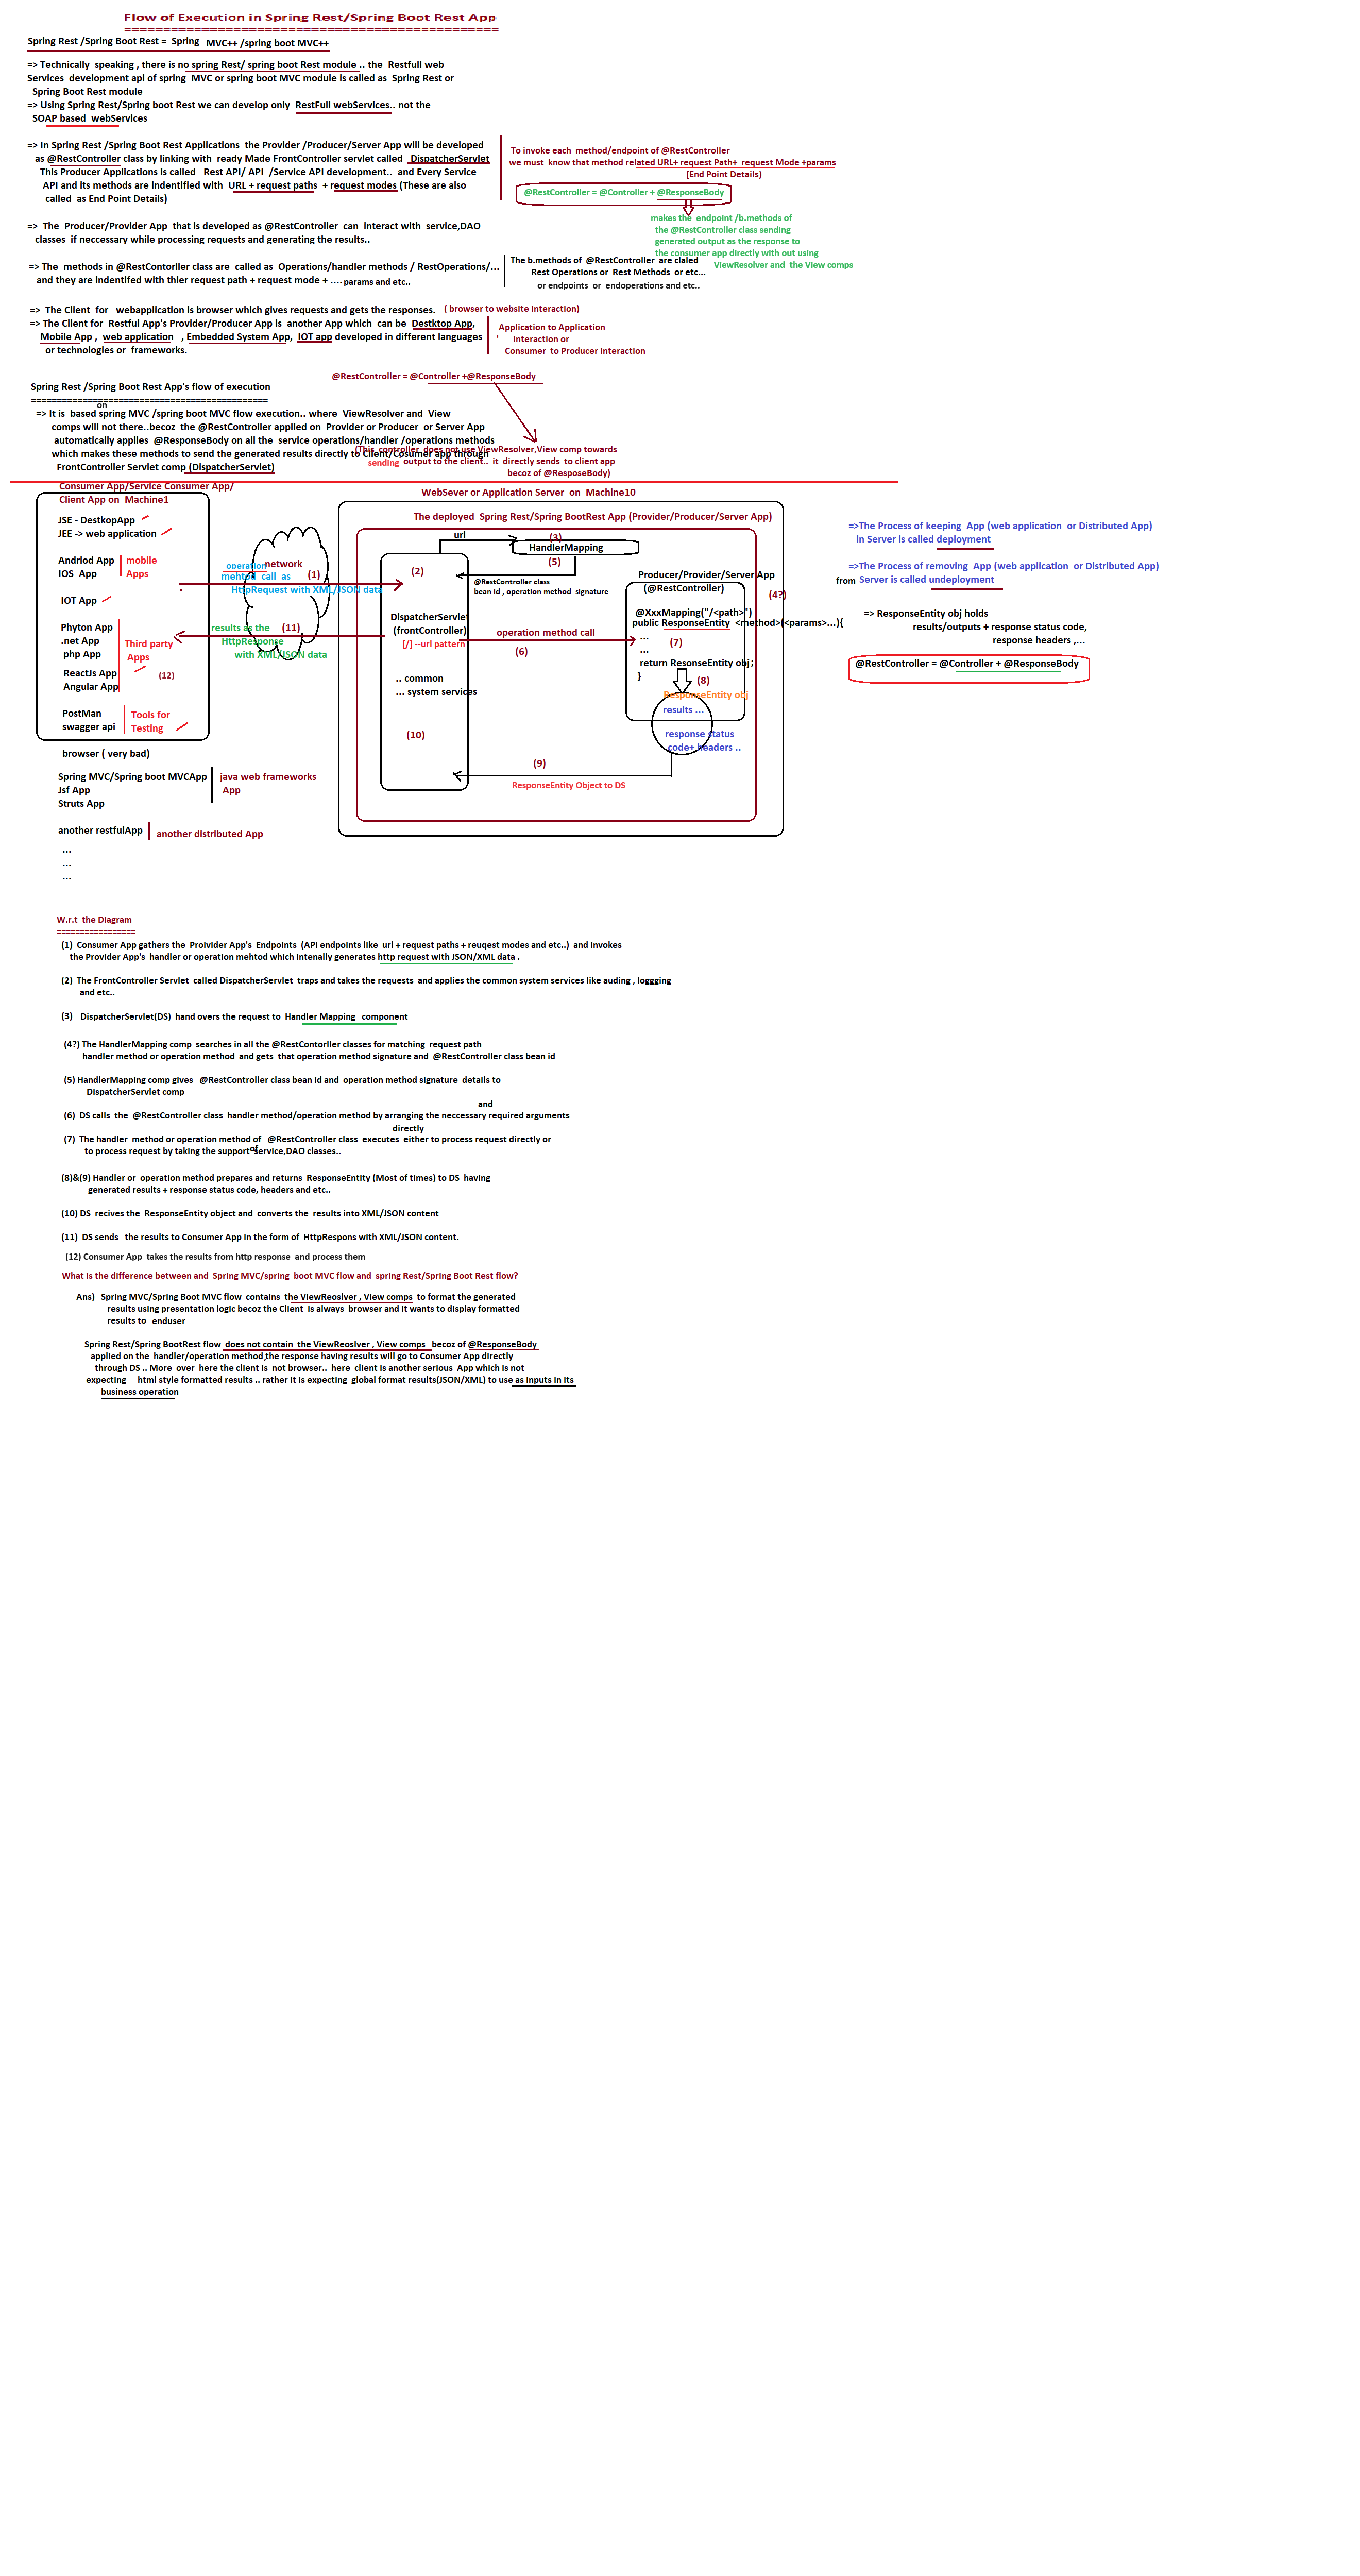 Flow of Execution in Spring Rest/Spring Boot Rest App
================================================
Spring Rest /Spring Boot Rest = Spring MVC++ /spring boot MVC++
=> Technically speaking , there is no spring Rest/ spring boot Rest module .. the Restfull web
Services development api of spring MVC or spring boot MVC module is called as Spring Rest or
Spring Boot Rest module
=> Using Spring Rest/Spring boot Rest we can develop only RestFull webServices.. not the
SOAP based webServices
=> In Spring Rest /Spring Boot Rest Applications the Provider /Producer/Server App will be developed
as @RestController class by linking with ready Made FrontController servlet called DispatcherServlet
This Producer Applications is called Rest API/ API /Service API development.. and Every Service
API and its methods are indentified with URL + request paths + request modes (These are also
called as End Point Details)
To invoke each method/endpoint of @RestController
we must know that method related URL+ request Path+ request Mode +params
[End Point Details)
@RestController = @Controller + @ResponseBody
makes the endpoint /b.methods of
the @RestController class sending
generated output as the response to
the consumer app directly with out using
ViewResolver and the View comps
=> The Producer/Provider App that is developed as @RestController can interact with service,DAO
classes if neccessary while processing requests and generating the results..
=> The methods in @RestContorller class are called as Operations/handler methods / RestOperations/...
and they are indentifed with thier request path + request mode + .... params and etc..
The b.methods of @RestController are claled
Rest Operations or Rest Methods or etc...
or endpoints or endoperations and etc..
=> The Client for webapplication is browser which gives requests and gets the responses. ( browser to website interaction)
=> The Client for Restful App's Provider/Producer App is another App which can be Destktop App,
Mobile App , web application , Embedded System App, IOT app developed in different languages
or technologies or frameworks.
Application to Application
' interaction or
Consumer to Producer interaction
@RestController = @Controller +@ResponseBody
Spring Rest /Spring Boot Rest App's flow of execution
==============================================
on
=> It is based spring MVC /spring boot MVC flow execution.. where ViewResolver and View
comps will not there..becoz the @RestController applied on Provider or Producer or Server App
automatically applies @ResponseBody on all the service operations/handler /operations methods
which makes these methods to send the generated results directly to Client/Cosumer app through
FrontController Servlet comp (DispatcherServlet)
(This controller does not use ViewResolver,View comp towards
sending output to the client.. it directly sends to client app
becoz of @ResposeBody)
Consumer App/Service Consumer App/
Client App on Machine1
WebSever or Application Server on Machine10
The deployed Spring Rest/Spring BootRest App (Provider/Producer/Server App)
JSE - DestkopApp
JEE -> web application
Andriod App
IOS App
mobile
Apps
IOT App
Phyton App
.net App
php App
ReactJs App
Angular App
Third party
Apps
(12)
PostMan
swagger api
Tools for
Testing
browser ( very bad)
Spring MVC/Spring boot MVCApp
Jsf App
Struts App
java web frameworks
App
another restfulApp
another distributed App
...
...
...
network
operation
mehtod call as (1)
HttpRequest with XML/JSON data
results as the (11)
HttpResponse
with XML/JSON data
url
(3)
HandlerMapping
(5)
@RestController class
bean id , operation method signature
(2)
DispatcherServlet
(frontController)
[/] --url pattern
.. common
... system services
(10)
operation method call
(6)
Producer/Provider/Server App
(@RestController)
(4?)
@XxxMapping("/<path>")
public ResponseEntity <method>(<params>...){
...
(7)
...
return ResonseEntity obj;
}
(8)
ResponseEntity obj
results ...
response status
code+ headers ..
(9)
ResponseEntity Object to DS
=>The Process of keeping App (web application or Distributed App)
in Server is called deployment
=>The Process of removing App (web application or Distributed App)
from Server is called undeployment
=> ResponseEntity obj holds
results/outputs + response status code,
response headers ,...
@RestController = @Controller + @ResponseBody
W.r.t the Diagram
=================
(1) Consumer App gathers the Proivider App's Endpoints (API endpoints like url + request paths + reuqest modes and etc..) and invokes
the Provider App's handler or operation mehtod which intenally generates http request with JSON/XML data .
(2) The FrontController Servlet called DispatcherServlet traps and takes the requests and applies the common system services like auding , loggging
and etc..
(3) DispatcherServlet(DS) hand overs the request to Handler Mapping component
(4?) The HandlerMapping comp searches in all the @RestContorller classes for matching request path
handler method or operation method and gets that operation method signature and @RestController class bean id
(5) HandlerMapping comp gives @RestController class bean id and operation method signature details to
DispatcherServlet comp
and
(6) DS calls the @RestController class handler method/operation method by arranging the neccessary required arguments
directly
(7) The handler method or operation method of @RestController class executes either to process request directly or
to process request by taking the support of service,DAO classes..
(8)&(9) Handler or operation method prepares and returns ResponseEntity (Most of times) to DS having
generated results + response status code, headers and etc..
(10) DS recives the ResponseEntity object and converts the results into XML/JSON content
(11) DS sends the results to Consumer App in the form of HttpRespons with XML/JSON content.
(12) Consumer App takes the results from http response and process them
What is the difference between and Spring MVC/spring boot MVC flow and spring Rest/Spring Boot Rest flow?
Ans) Spring MVC/Spring Boot MVC flow contains the ViewReoslver , View comps to format the generated
results using presentation logic becoz the Client is always browser and it wants to display formatted
results to enduser
Spring Rest/Spring BootRest flow does not contain the ViewReoslver , View comps becoz of @ResponseBody
applied on the handler/operation method,the response having results will go to Consumer App directly
through DS .. More over here the client is not browser.. here client is another serious App which is not
expecting html style formatted results .. rather it is expecting global format results(JSON/XML) to use as inputs in its
business operation